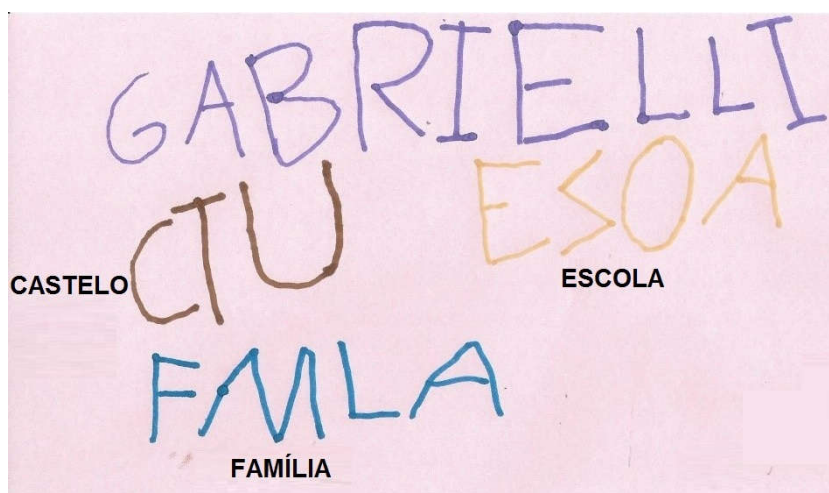 GABRIELLI
CTU ESOA
CASTELO ESCOLA
FMLA
FAMÍLIA